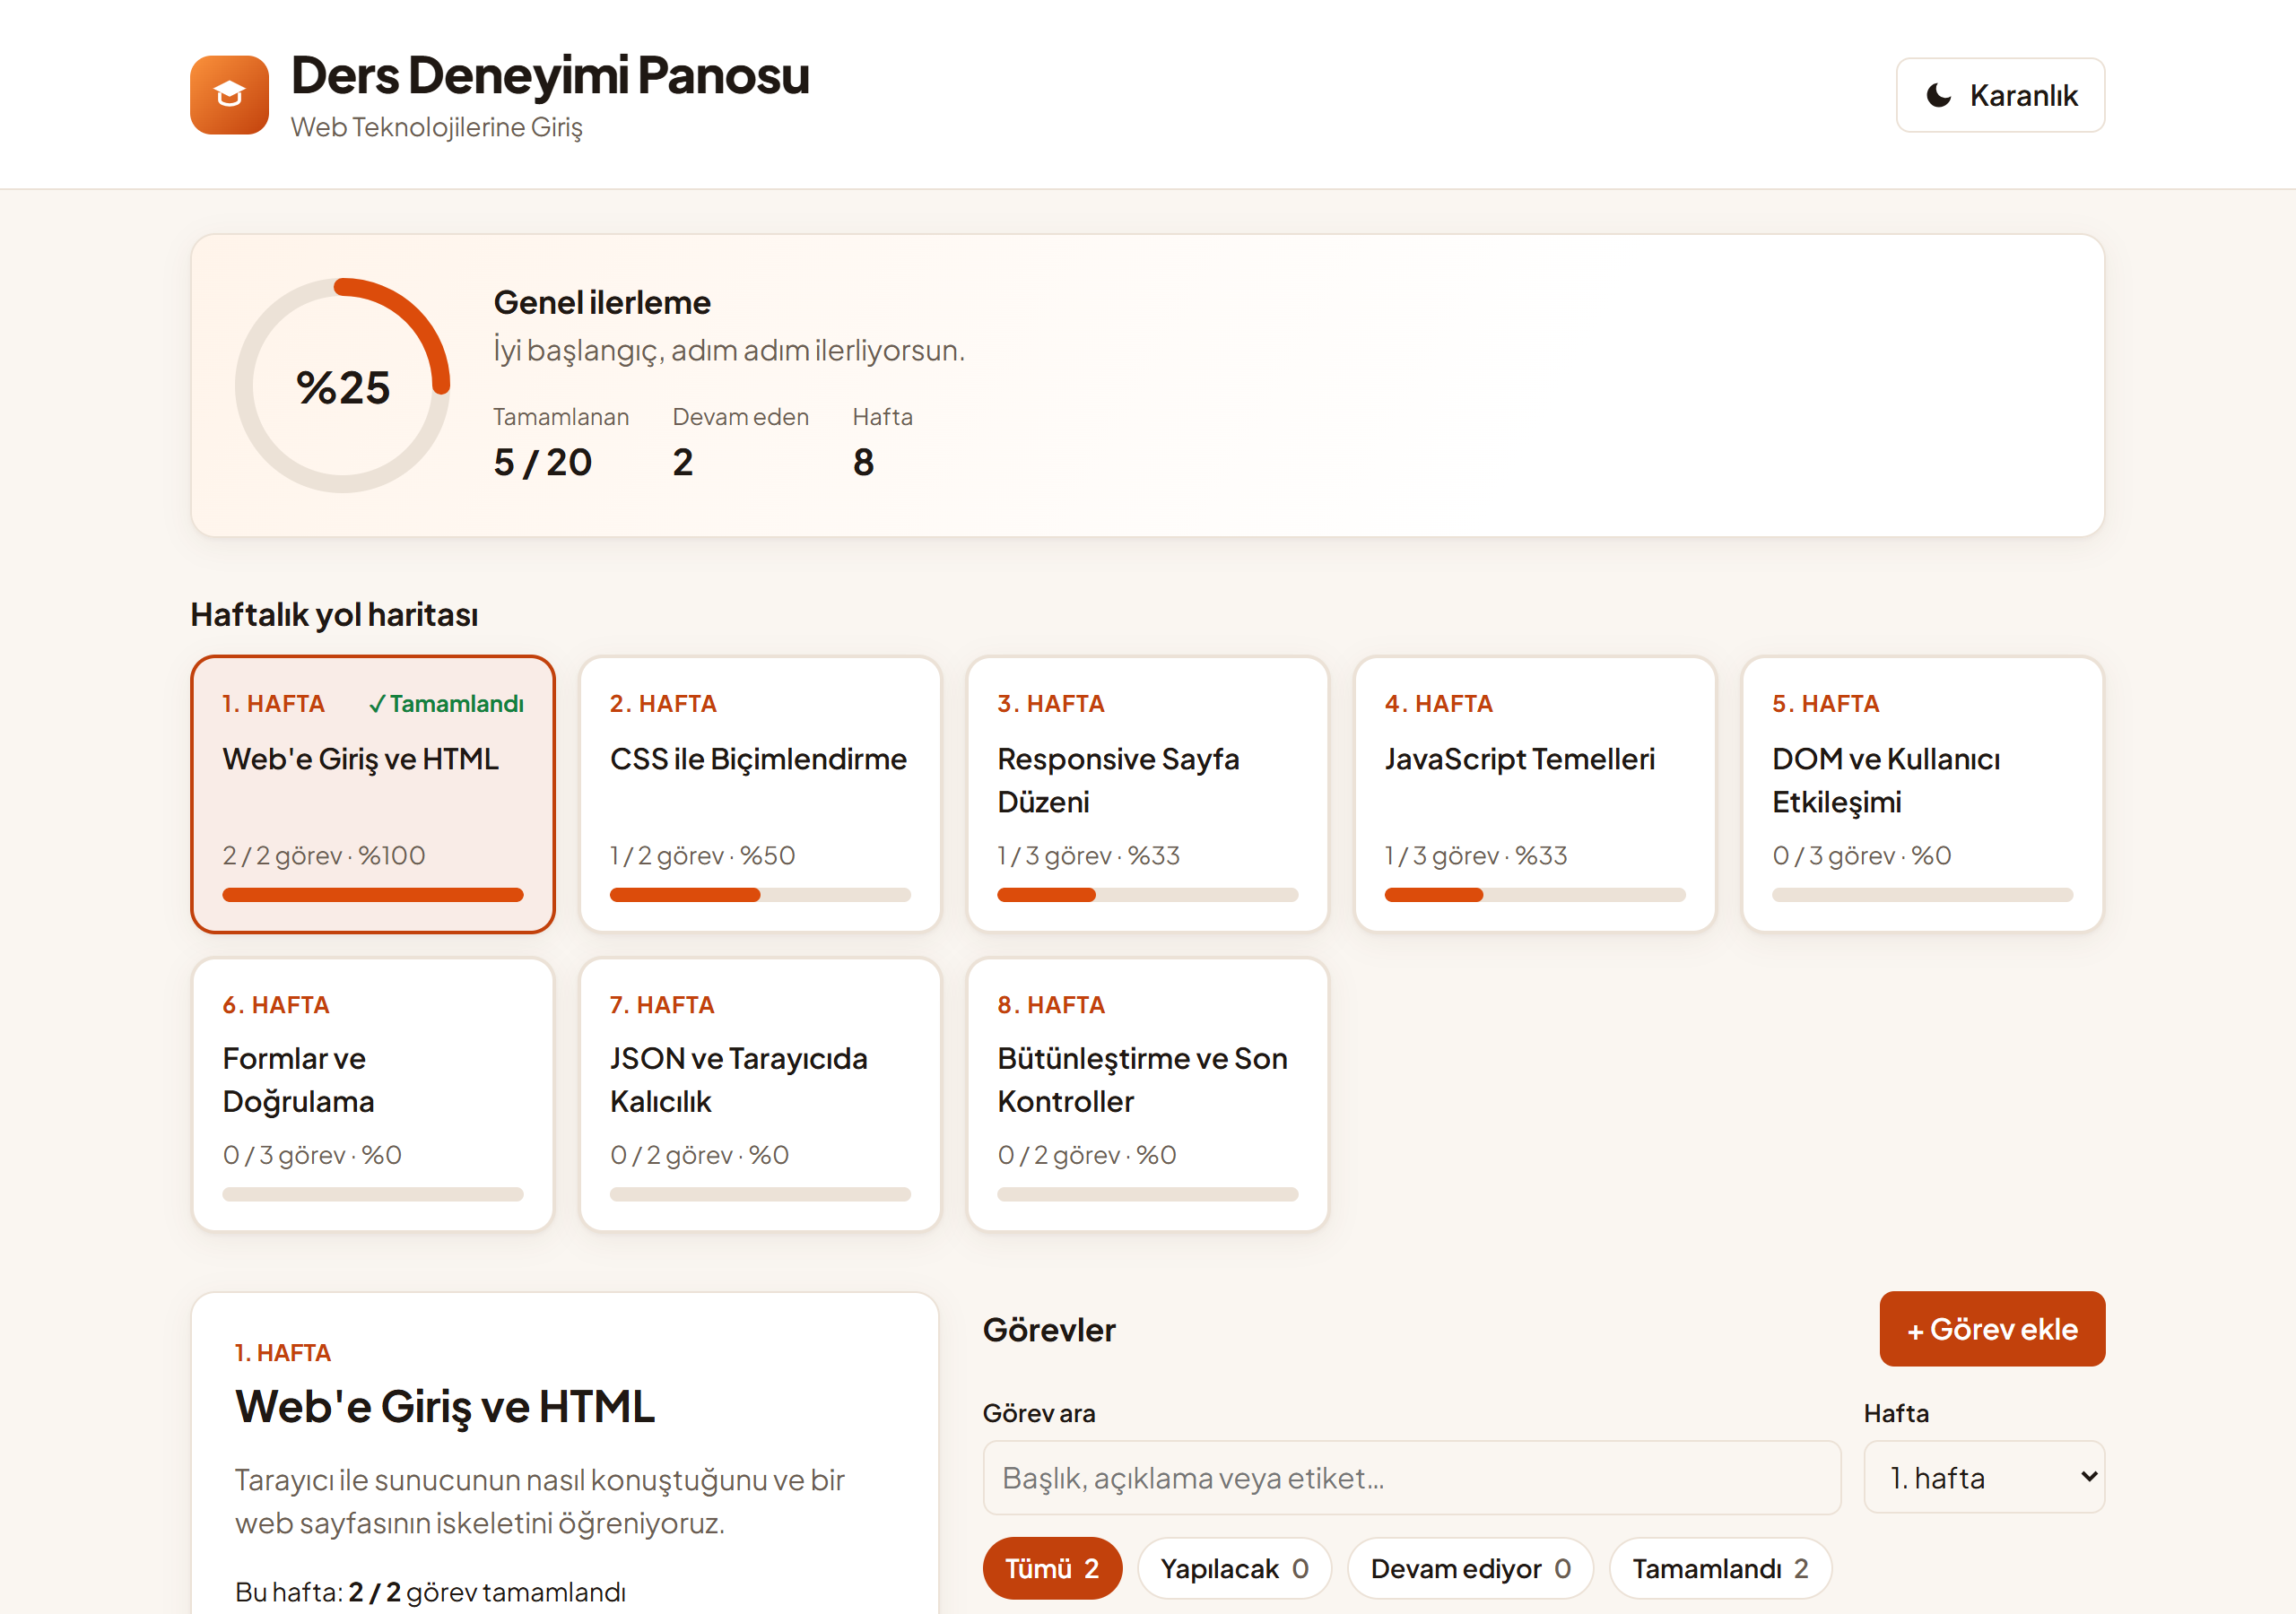 Ders Deneyimi Panosu
Web Teknolojilerine Giriş
Karanlık
%25
Genel ilerleme
İyi başlangıç, adım adım ilerliyorsun.
Tamamlanan Devam eden Hafta
5 / 20 2 8
Haftalık yol haritası
1. HAFTA ✓ Tamamlandı
Web'e Giriş ve HTML
2 / 2 görev · %100
2. HAFTA
CSS ile Biçimlendirme
1 / 2 görev · %50
3. HAFTA
Responsive Sayfa
Düzeni
1 / 3 görev · %33
4. HAFTA
JavaScript Temelleri
1 / 3 görev · %33
5. HAFTA
DOM ve Kullanıcı
Etkileşimi
0 / 3 görev · %0
6. HAFTA
Formlar ve
Doğrulama
0 / 3 görev · %0
7. HAFTA
JSON ve Tarayıcıda
Kalıcılık
0 / 2 görev · %0
8. HAFTA
Bütünleştirme ve Son
Kontroller
0 / 2 görev · %0
1. HAFTA
Web'e Giriş ve HTML
Tarayıcı ile sunucunun nasıl konuştuğunu ve bir
web sayfasının iskeletini öğreniyoruz.
Bu hafta: 2 / 2 görev tamamlandı
Görevler
+ Görev ekle
Görev ara
Başlık, açıklama veya etiket...
Hafta
1. hafta
Tümü 2 Yapılacak 0 Devam ediyor 0 Tamamlandı 2